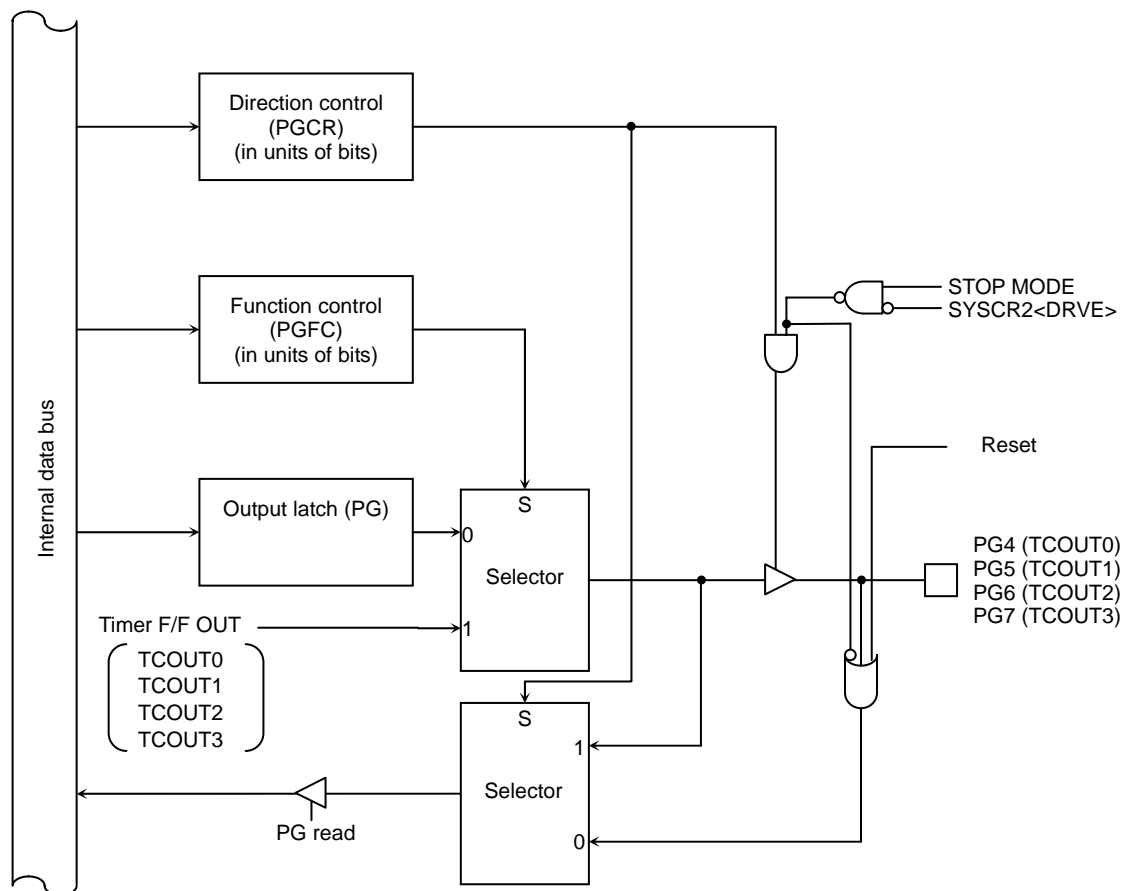 Direction control
(PGCR)
(in units of bits)
Function control
(PGFC)
(in units of bits)
STOP MODE
SYSCR2<DRVE>
Internal data bus
Reset
Output latch (PG)
S
0
Selector
1
PG4 (TCOUT0)
PG5 (TCOUT1)
PG6 (TCOUT2)
PG7 (TCOUT3)
Timer F/F OUT
TCOUT0
TCOUT1
TCOUT2
TCOUT3
S
1
Selector
0
PG read